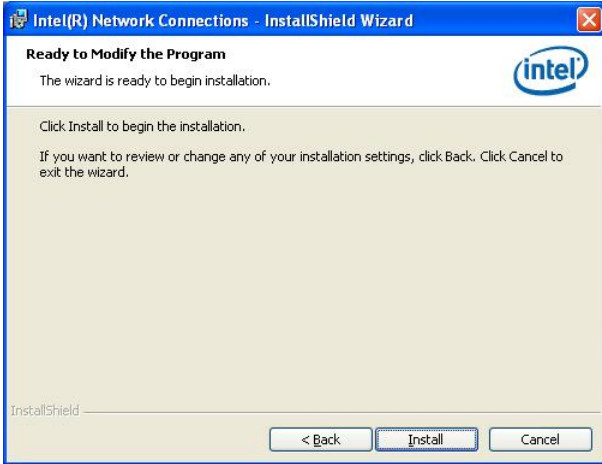 Intel(R) Network Connections - InstallShield Wizard
Ready to Modify the Program
The wizard is ready to begin installation.
intel
Click Install to begin the installation.
If you want to review or change any of your installation settings, click Back. Click Cancel to
exit the wizard.
InstallShield
< Back
Install
Cancel